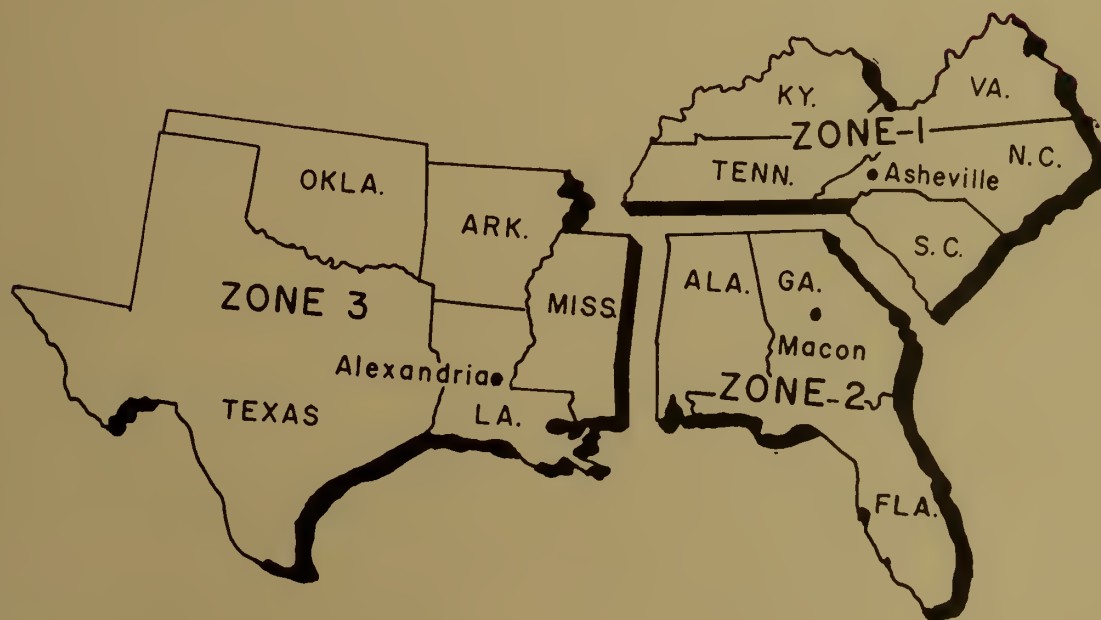 KY.
VA.
ZONE-1
N.C.
TENN.
Asheville
S.C.
OKLA.
ARK.
ZONE 3
MISS.
Alexandria
TEXAS
LA.
ALA.
GA.
Macon
ZONE-2
FLA.